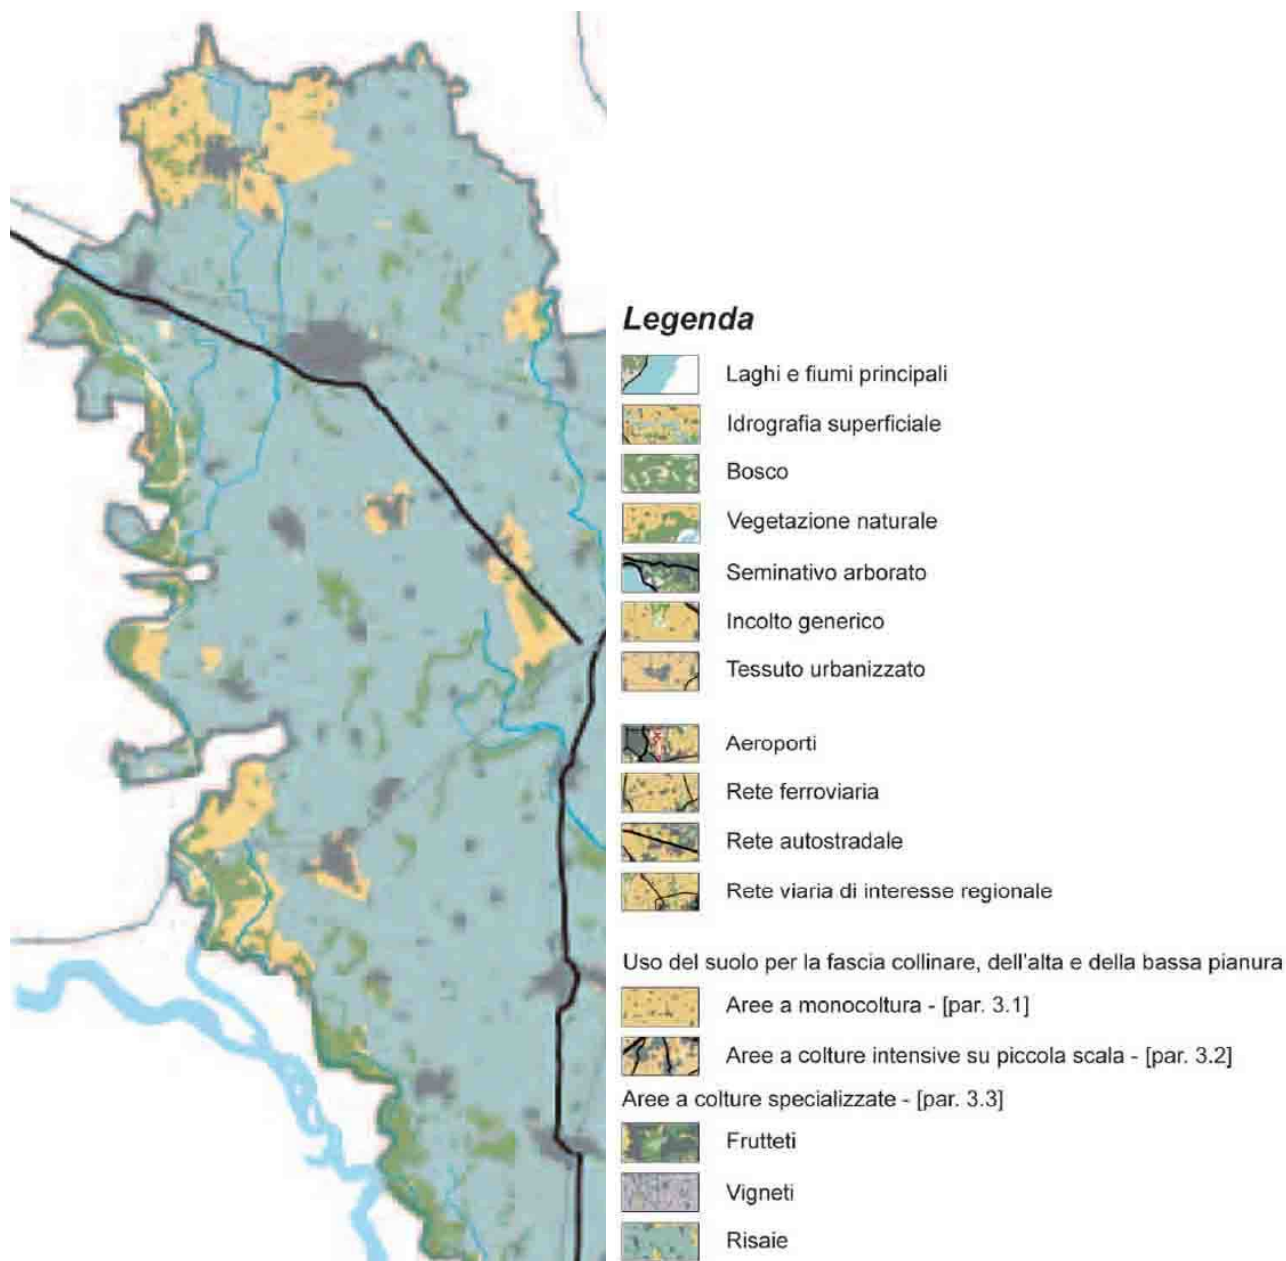 Legenda
Laghi e fiumi principali
Idrografia superficiale
Bosco
Vegetazione naturale
Seminativo arborato
Incolto generico
Tessuto urbanizzato
Aeroporti
Rete ferroviaria
Rete autostradale
Rete viaria di interesse regionale
Uso del suolo per la fascia collinare, dell'alta e della bassa pianura
Aree a monocoltura - [par. 3.1]
Aree a colture intensive su piccola scala - [par. 3.2]
Aree a colture specializzate - [par. 3.3]
Frutteti
Vigneti
Risaie